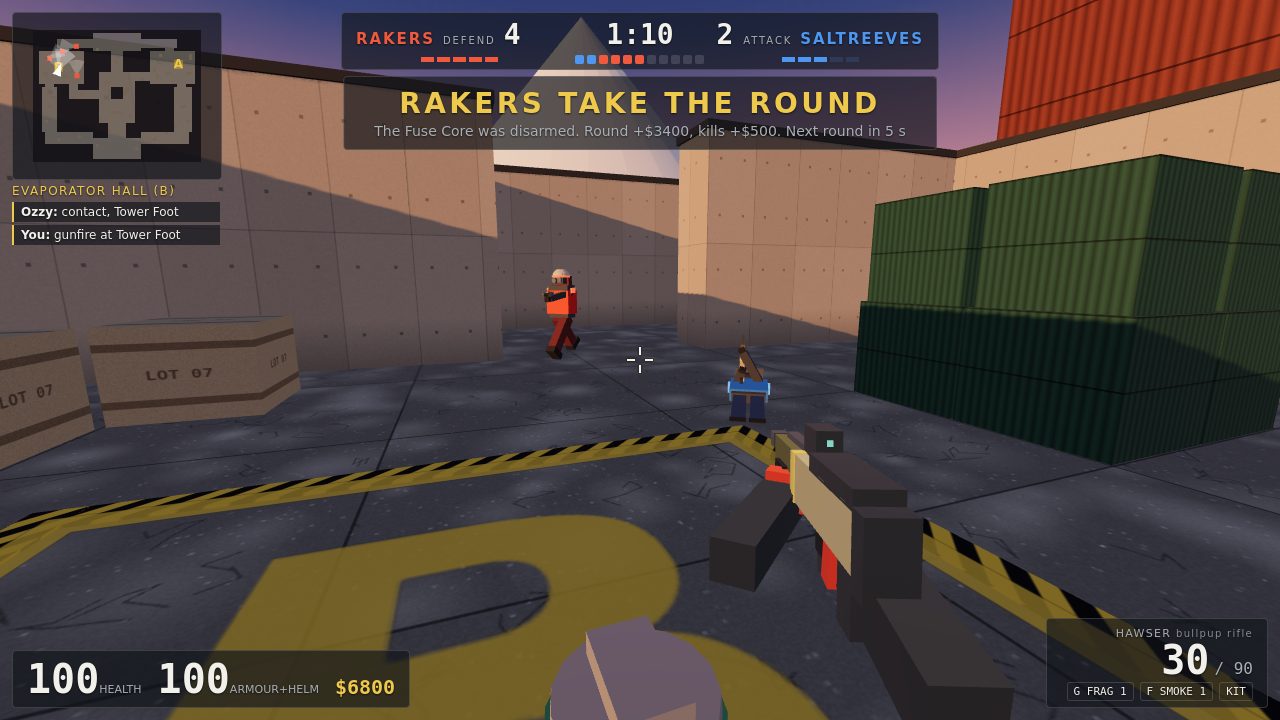 RAKERS DEFEND 4 1:10 2 ATTACK SALTREEVES
RAKERS TAKE THE ROUND
The Fuse Core was disarmed. Round +$3400, kills +$500. Next round in 5 s
A
EVAPORATOR HALL (B)
Ozzy: contact, Tower Foot
You: gunfire at Tower Foot
LOT 07
LOT 07
LOT 07
B
100 HEALTH 100 ARMOUR+HELM $6800
HAWSER bullpup rifle
30 / 90
G FRAG 1 F SMOKE 1 KIT